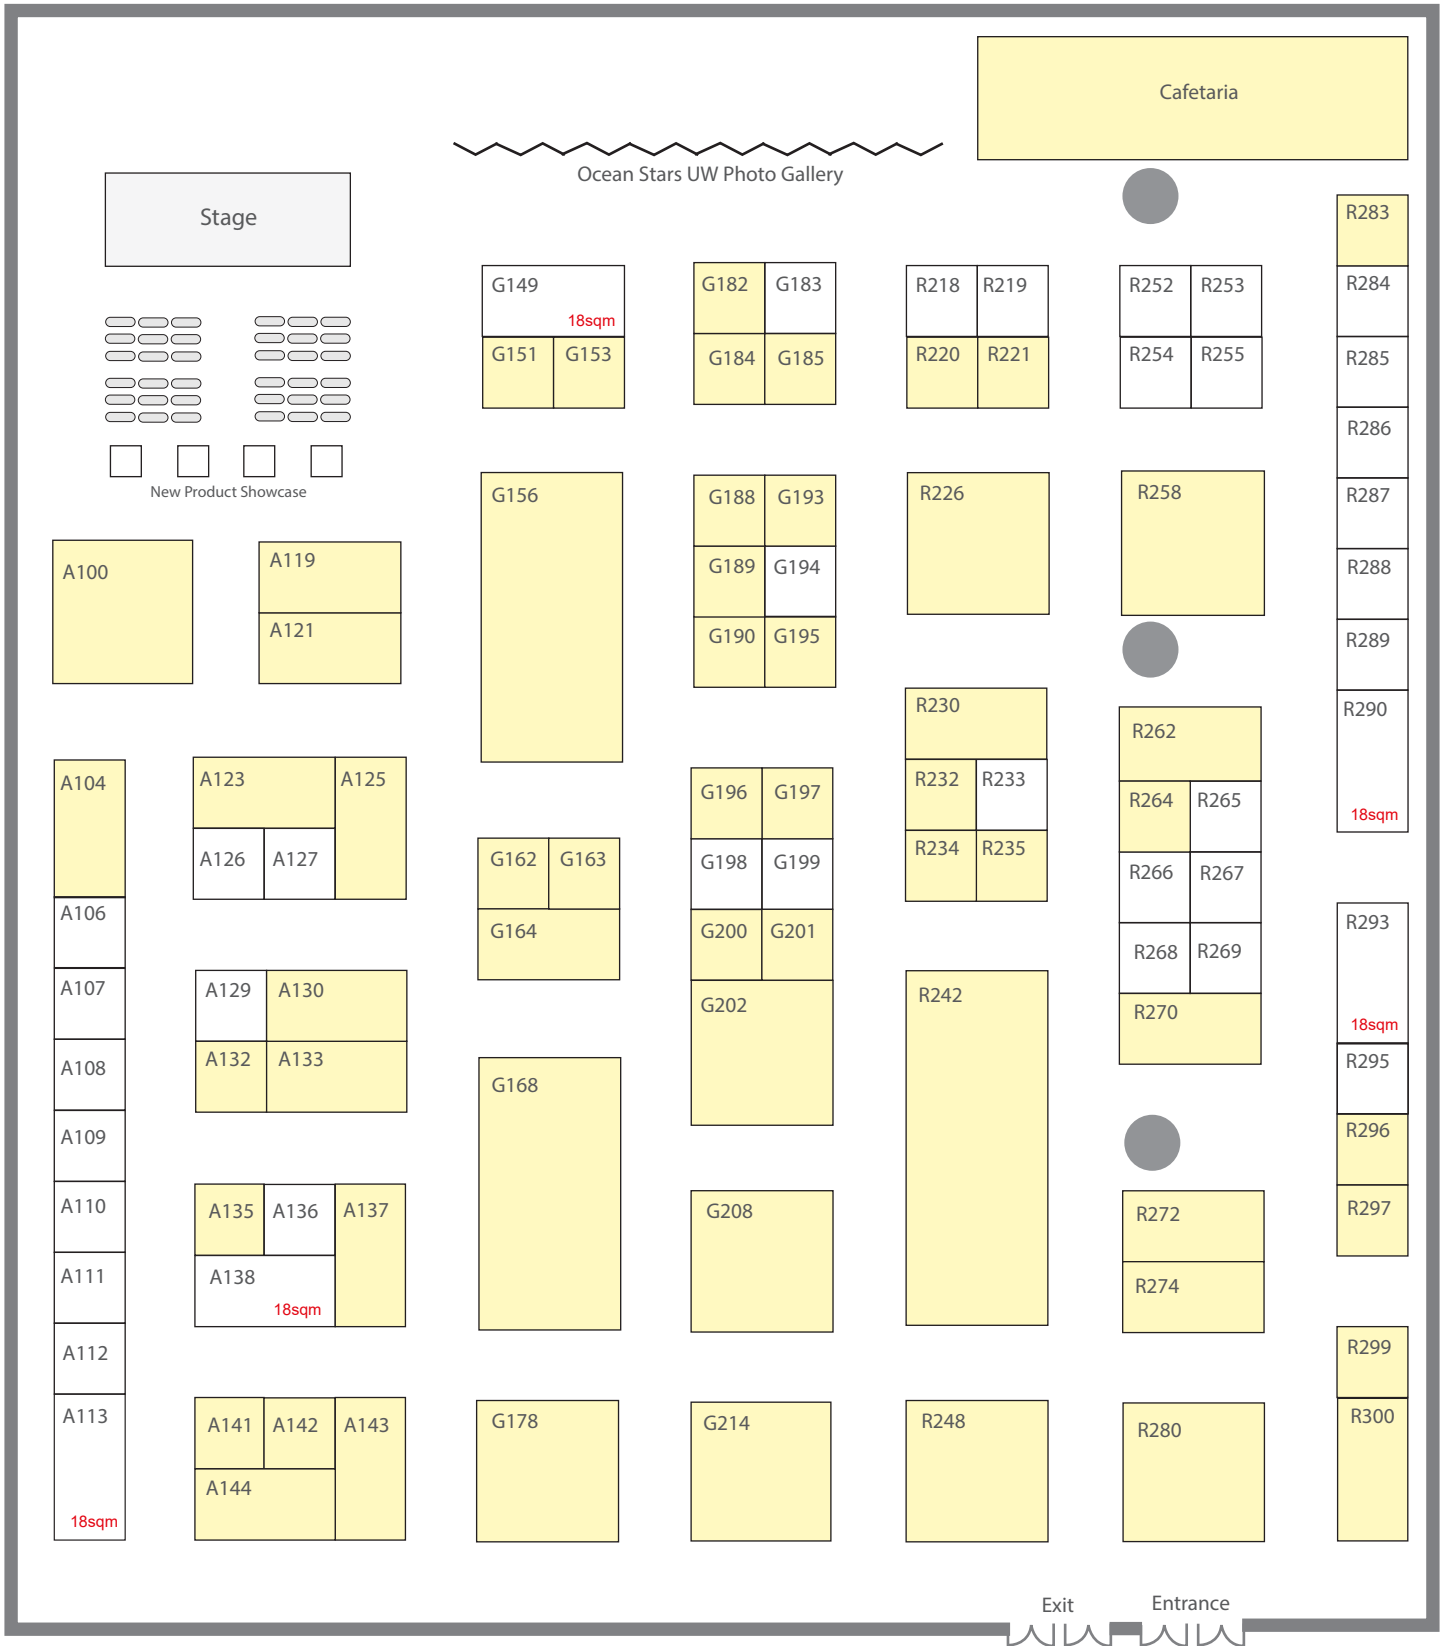 Cafetaria
Ocean Stars UW Photo Gallery
Stage
New Product Showcase
R283
R284
R285
R286
R287
R288
R289
R290
18sqm
R293
18sqm
R295
R296
R297
R299
R300
G149
18sqm
G151 G153
G182 G183
G184 G185
R218 R219
R220 R221
R252 R253
R254 R255
G156
G188 G193
G189 G194
G190 G195
R226
R258
A100
A119
A121
R230
R232 R233
R234 R235
R262
R264 R265
R266 R267
R268 R269
R270
A104
A106
A107
A108
A109
A110
A111
A112
A113
18sqm
A123 A125
A126 A127
A129 A130
A132 A133
A135 A136 A137
A138
18sqm
A141 A142 A143
A144
G162 G163
G164
G168
G178
G196 G197
G198 G199
G200 G201
G202
G208
G214
R242
R248
R272
R274
R280
Exit Entrance